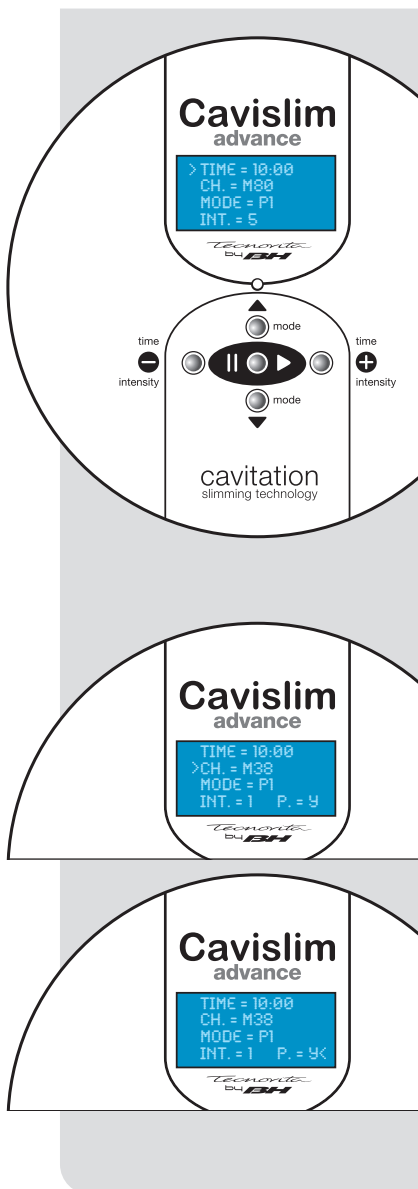 Cavislim
advance
>TIME = 10:00
CH. = M80
MODE = P1
INT. = 5
Tecnovita
by BH
mode
time
time
intensity
intensity
mode
cavitation
slimming technology
Cavislim
advance
TIME = 10:00
>CH. = M38
MODE = P1
INT. = 1 P. = Y
Tecnovita
by BH
Cavislim
advance
TIME = 10:00
CH. = M38
MODE = P1
INT. = 1 P. = Y<
Tecnovita
by BH